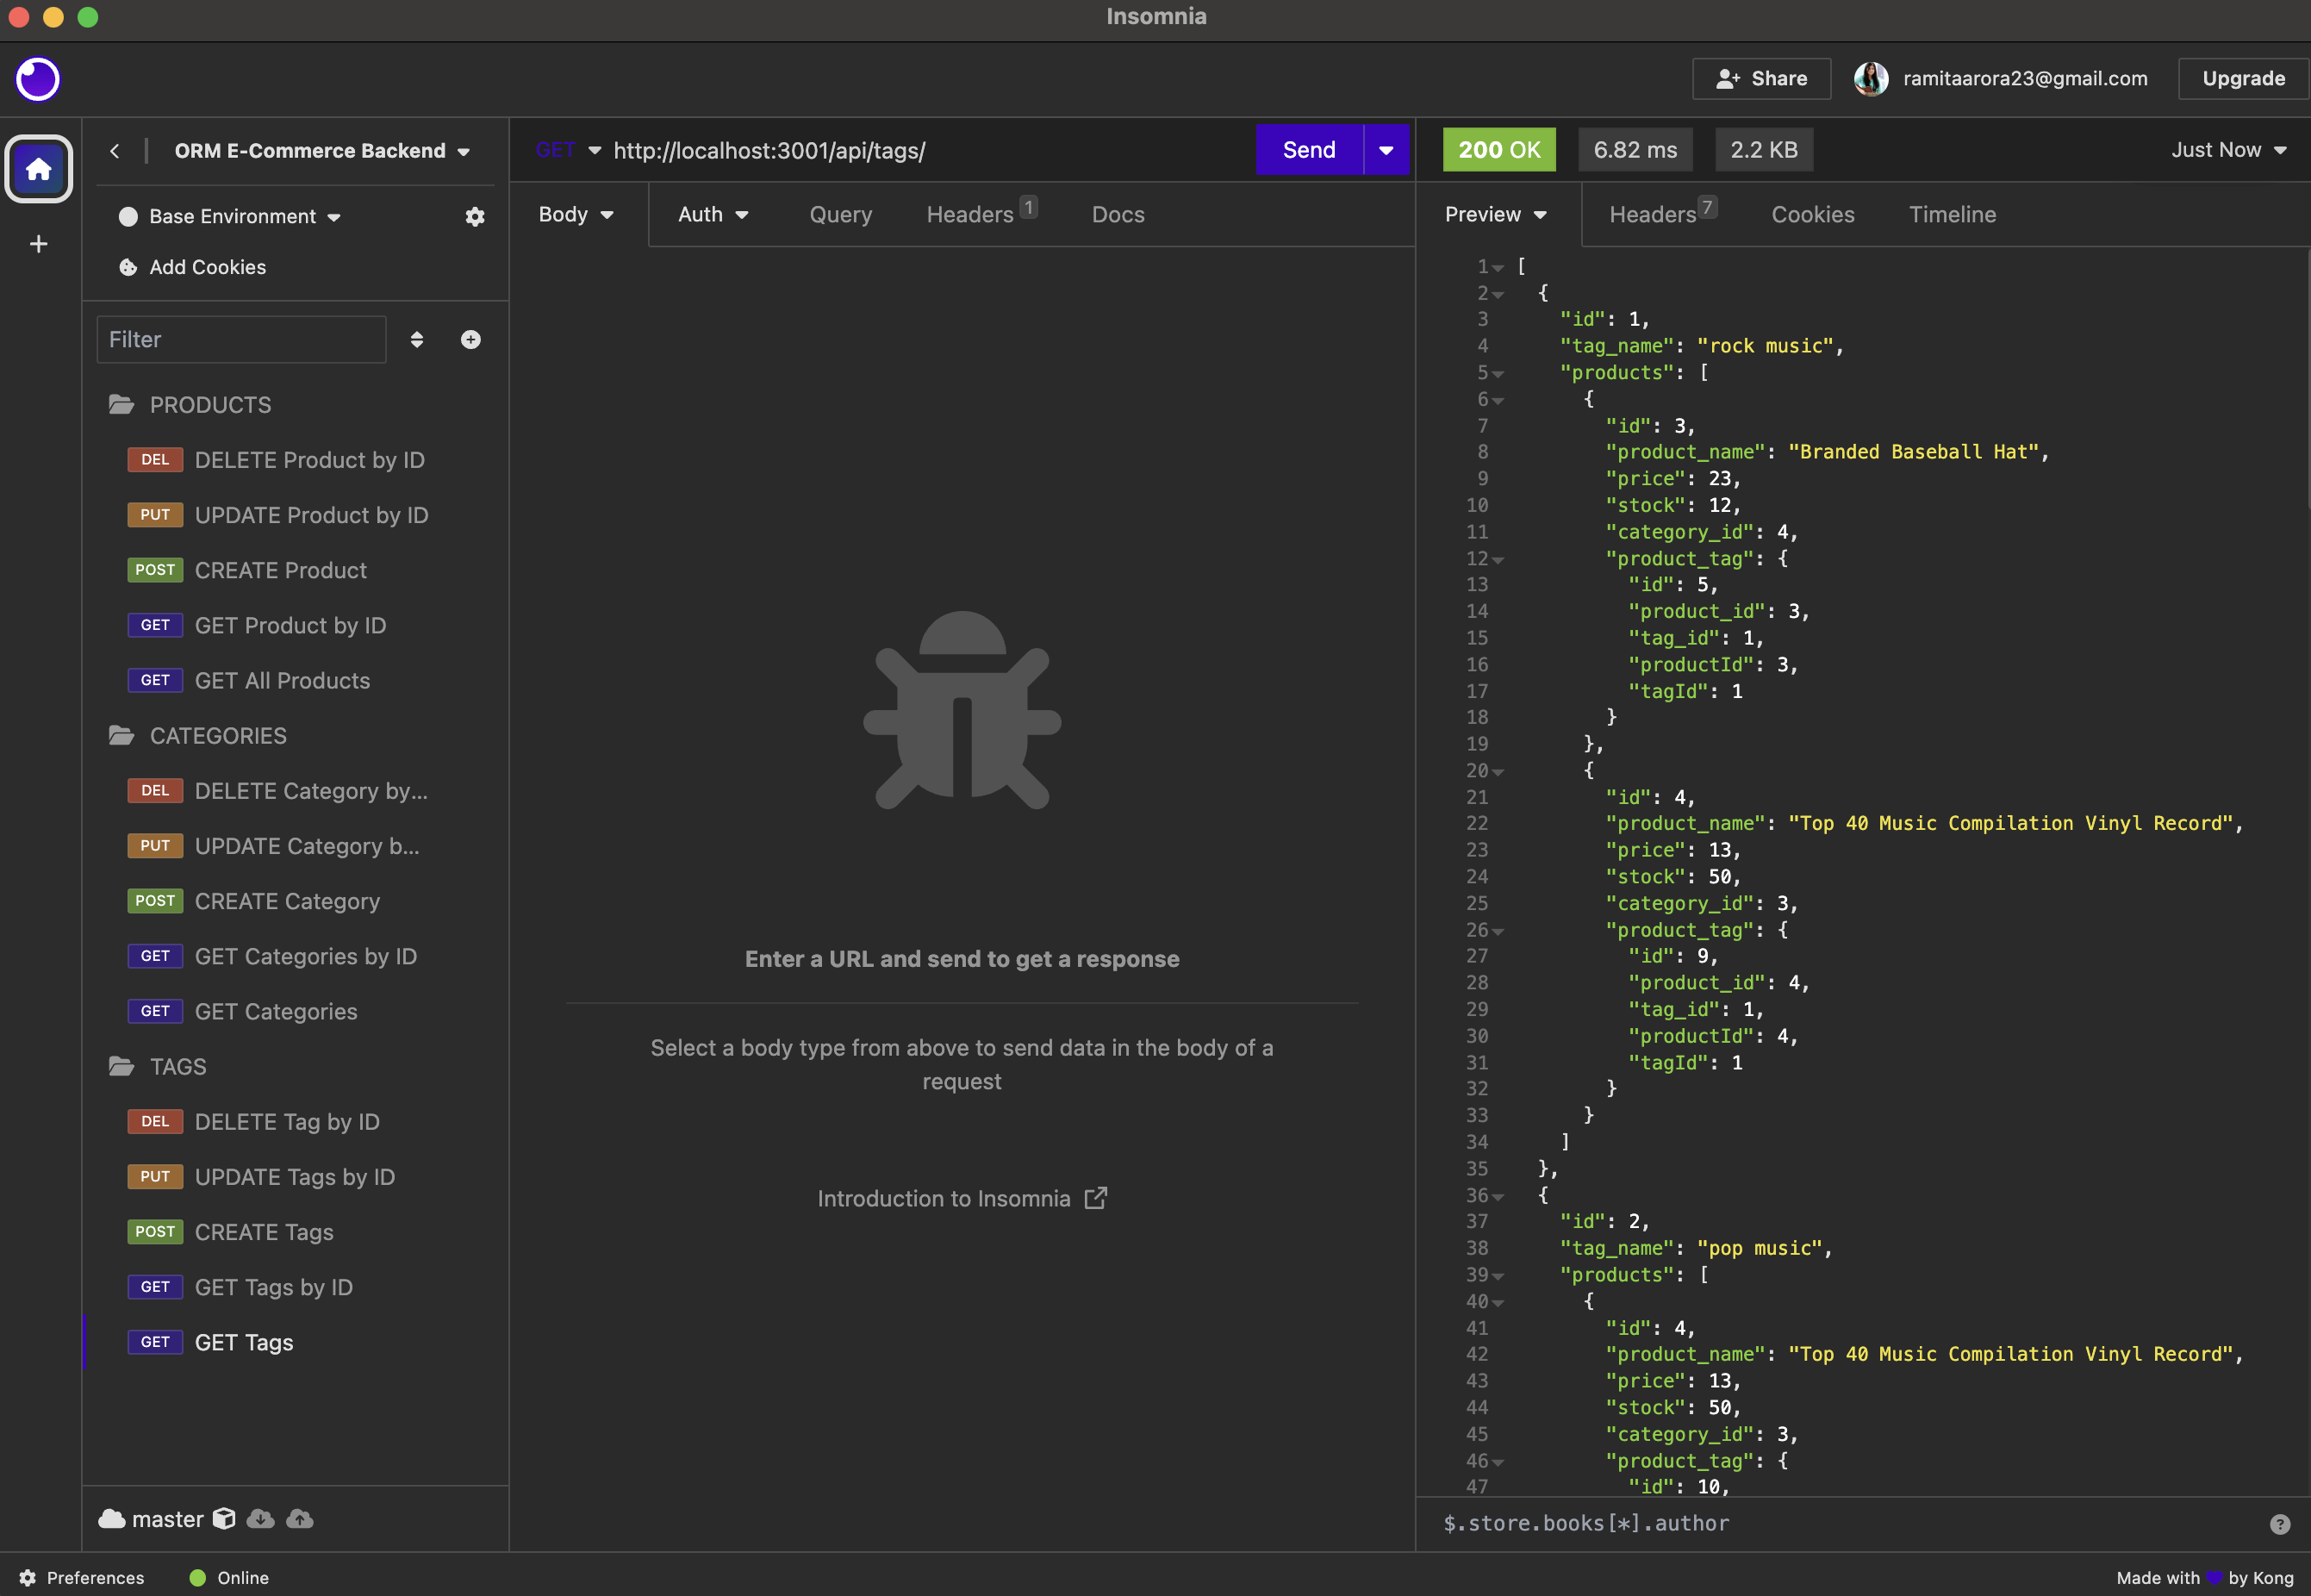 Insomnia
Share
ramitaarora23@gmail.com
Upgrade
ORM E-Commerce Backend
Base Environment
Add Cookies
Filter
PRODUCTS
DEL DELETE Product by ID
PUT UPDATE Product by ID
POST CREATE Product
GET GET Product by ID
GET GET All Products
CATEGORIES
DEL DELETE Category by...
PUT UPDATE Category b...
POST CREATE Category
GET GET Categories by ID
GET GET Categories
TAGS
DEL DELETE Tag by ID
PUT UPDATE Tags by ID
POST CREATE Tags
GET GET Tags by ID
GET GET Tags
master
GET http://localhost:3001/api/tags/ Send
Body Auth Query Headers 1 Docs
Enter a URL and send to get a response
Select a body type from above to send data in the body of a
request
Introduction to Insomnia
200 OK 6.82 ms 2.2 KB Just Now
Preview Headers 7 Cookies Timeline
1 [
2 {
3 "id": 1,
4 "tag_name": "rock music",
5 "products": [
6 {
7 "id": 3,
8 "product_name": "Branded Baseball Hat",
9 "price": 23,
10 "stock": 12,
11 "category_id": 4,
12 "product_tag": {
13 "id": 5,
14 "product_id": 3,
15 "tag_id": 1,
16 "productId": 3,
17 "tagId": 1
18 }
19 },
20 {
21 "id": 4,
22 "product_name": "Top 40 Music Compilation Vinyl Record",
23 "price": 13,
24 "stock": 50,
25 "category_id": 3,
26 "product_tag": {
27 "id": 9,
28 "product_id": 4,
29 "tag_id": 1,
30 "productId": 4,
31 "tagId": 1
32 }
33 }
34 ]
35 },
36 {
37 "id": 2,
38 "tag_name": "pop music",
39 "products": [
40 {
41 "id": 4,
42 "product_name": "Top 40 Music Compilation Vinyl Record",
43 "price": 13,
44 "stock": 50,
45 "category_id": 3,
46 "product_tag": {
47 "id": 10,
$.store.books[*].author
Preferences
Online
Made with 💜 by Kong